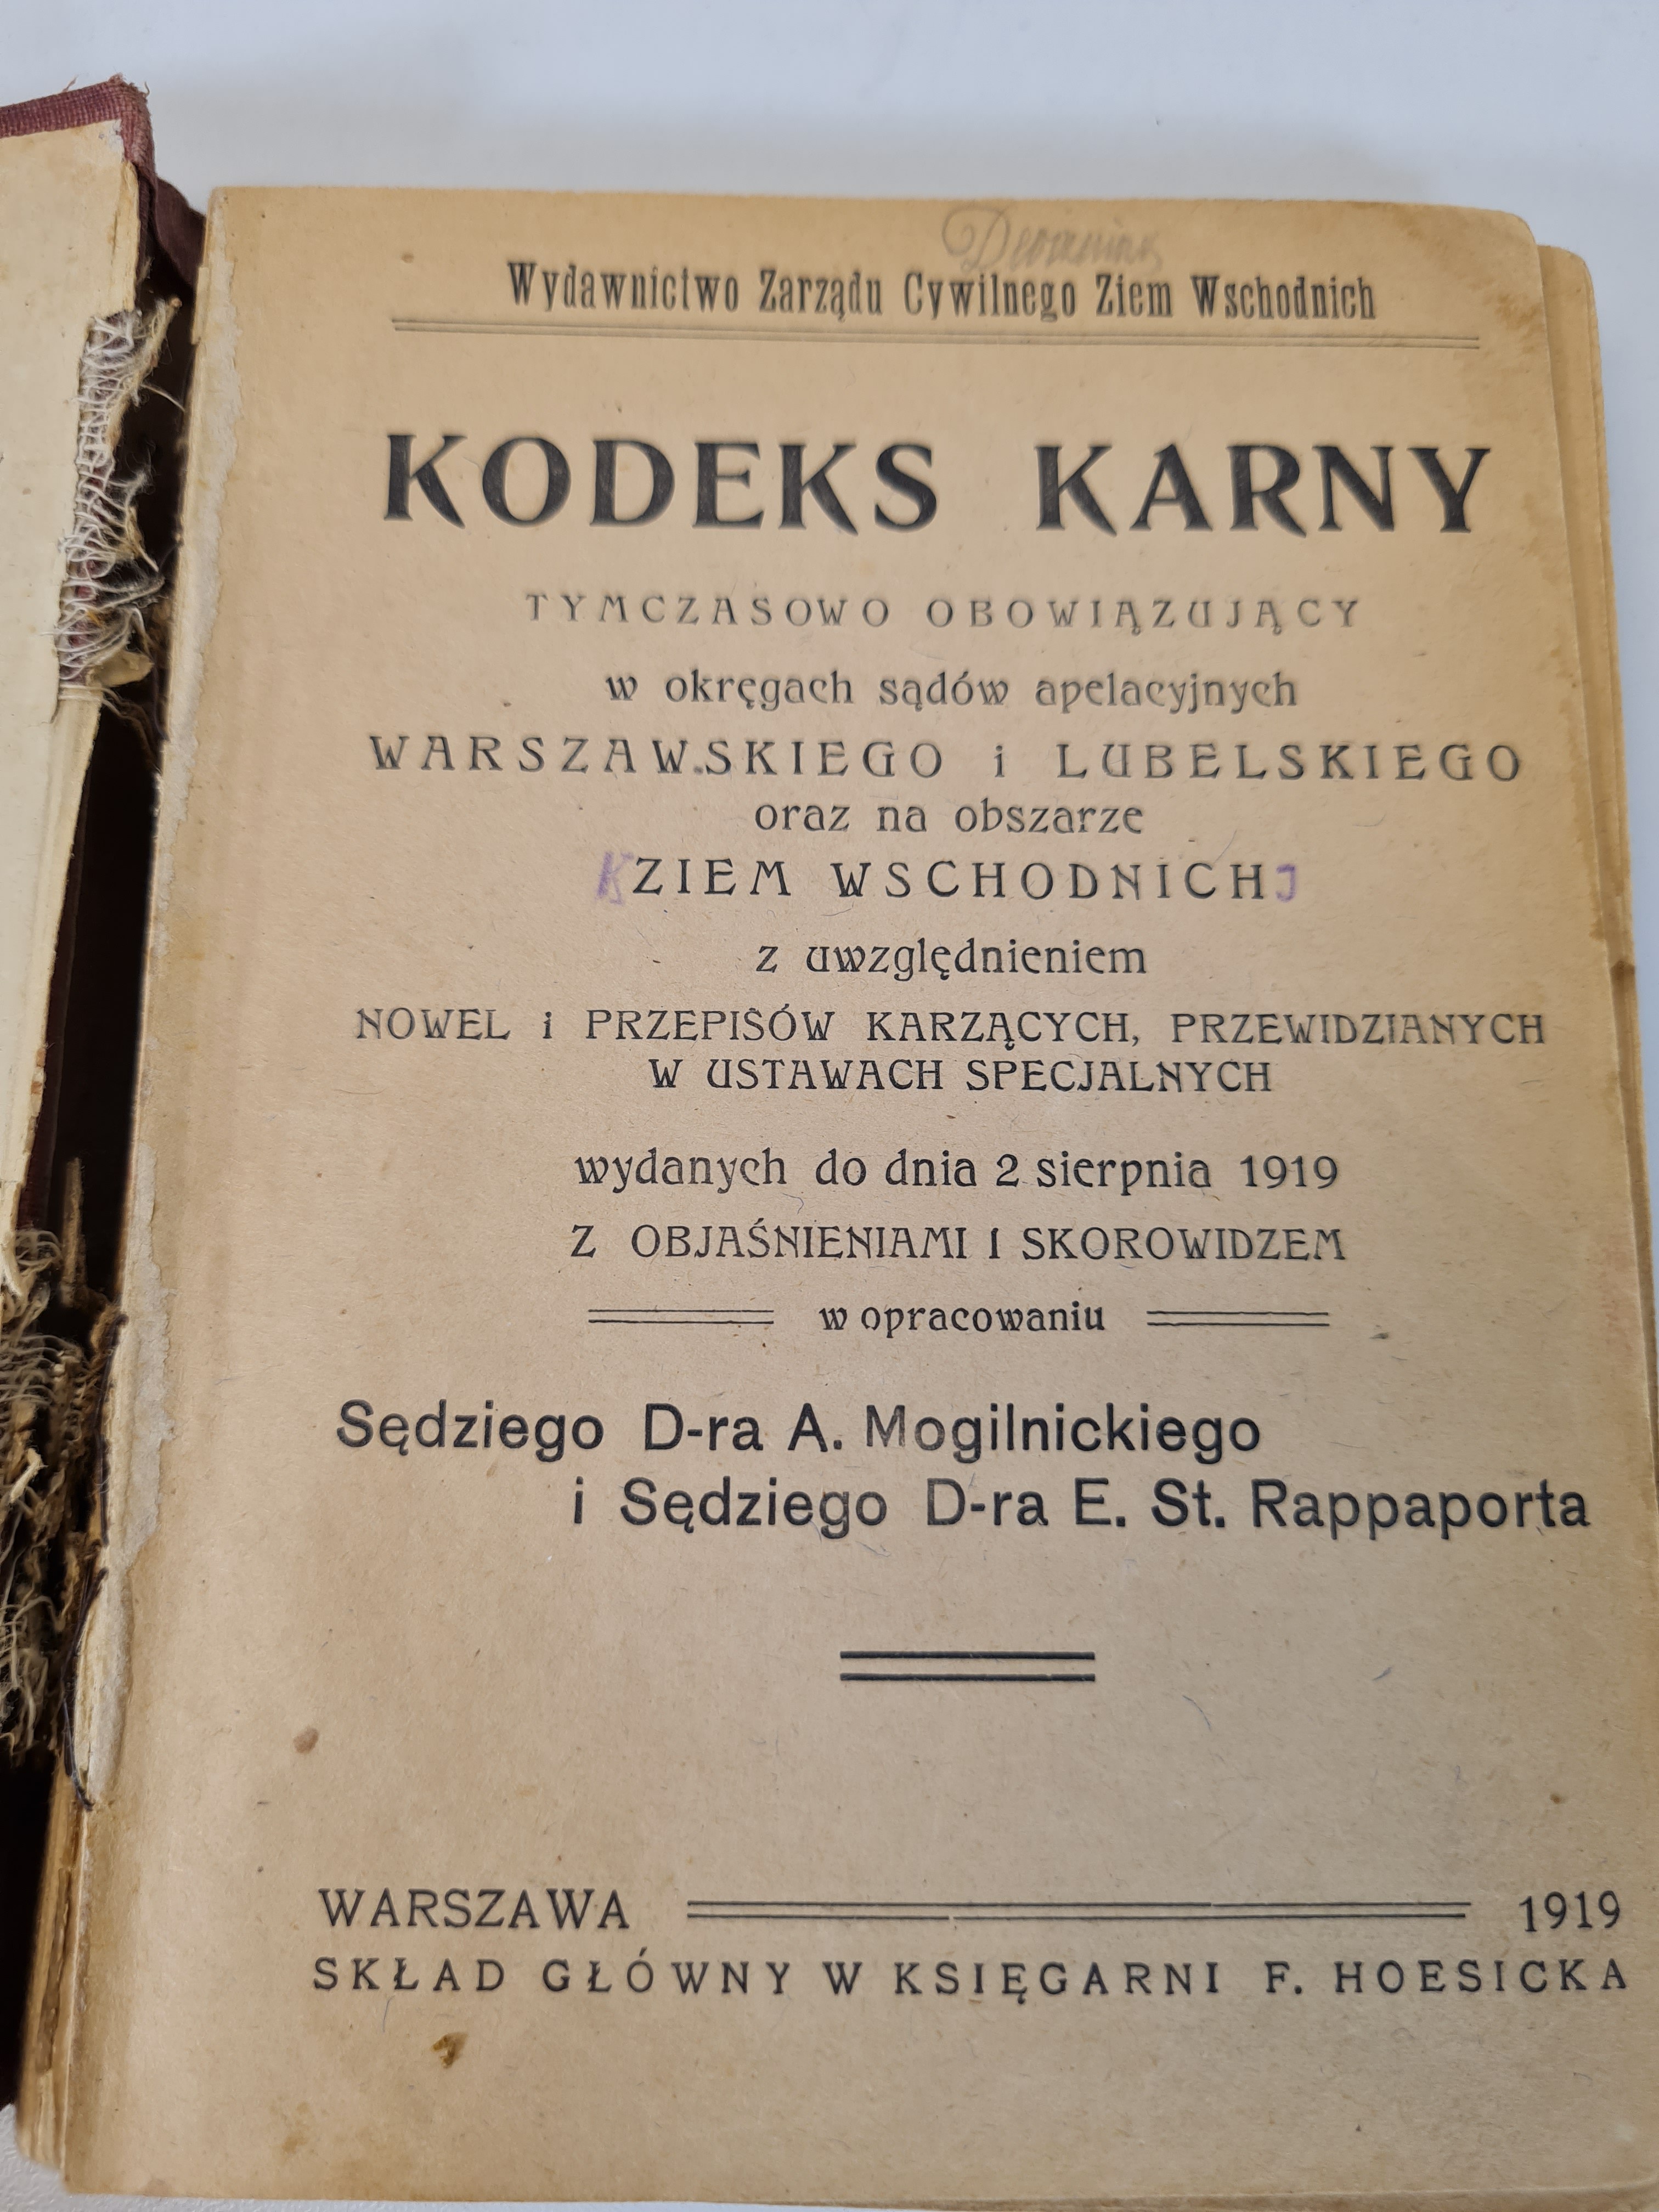 Wydawnictwo Zarządu Cywilnego Ziem Wschodnich
KODEKS KARNY
TYMCZASOWO OBOWIĄZUJĄCY
w okręgach sądów apelacyjnych
WARSZAWSKIEGO i LUBELSKIEGO
oraz na obszarze
ZIEM WSCHODNICH
z uwzględnieniem
NOWEL i PRZEPISÓW KARZĄCYCH, PRZEWIDZIANYCH
W USTAWACH SPECJALNYCH
wydanych do dnia 2 sierpnia 1919
Z OBJAŚNIENIAMI I SKOROWIDZEM
w opracowaniu
Sędziego D-ra A. Mogilnickiego
i Sędziego D-ra E. St. Rappaporta
WARSZAWA 1919
SKŁAD GŁÓWNY W KSIĘGARNI F. HOESICKA